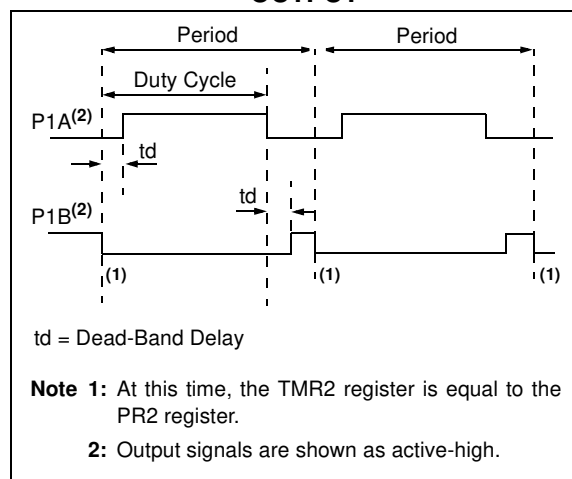 Period Period
Duty Cycle
P1A(2)
td
td
P1B(2)
(1) (1) (1)
td = Dead-Band Delay
Note 1: At this time, the TMR2 register is equal to the
PR2 register.
2: Output signals are shown as active-high.